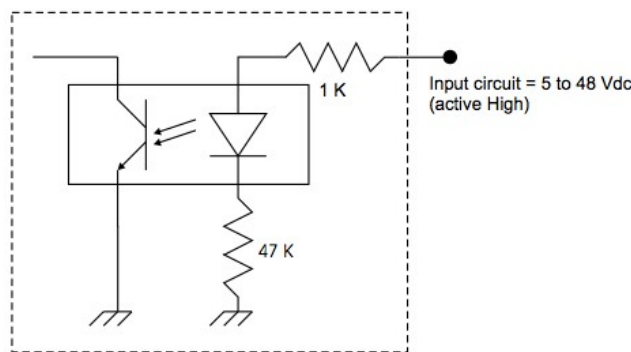 1 K
Input circuit = 5 to 48 Vdc
(active High)
47 K